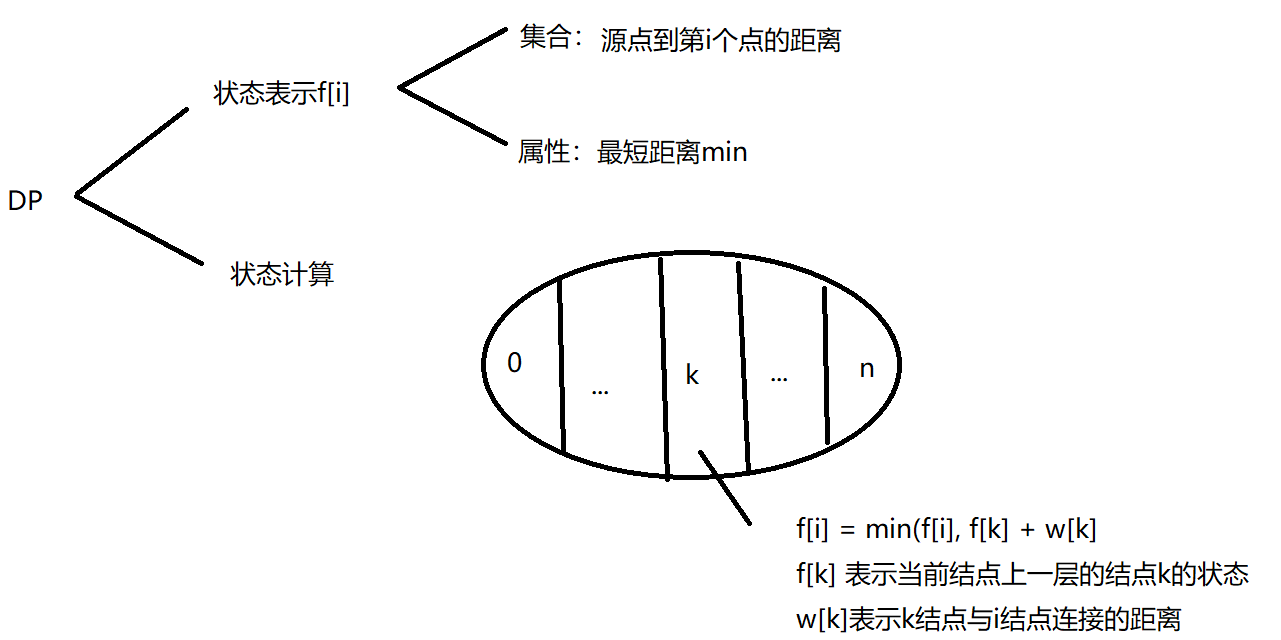 集合：源点到第i个点的距离
状态表示f[i]
属性：最短距离min
DP
状态计算
0
...
k
...
n
f[i] = min(f[i], f[k] + w[k]
f[k] 表示当前结点上一层的结点k的状态
w[k]表示k结点与i结点连接的距离